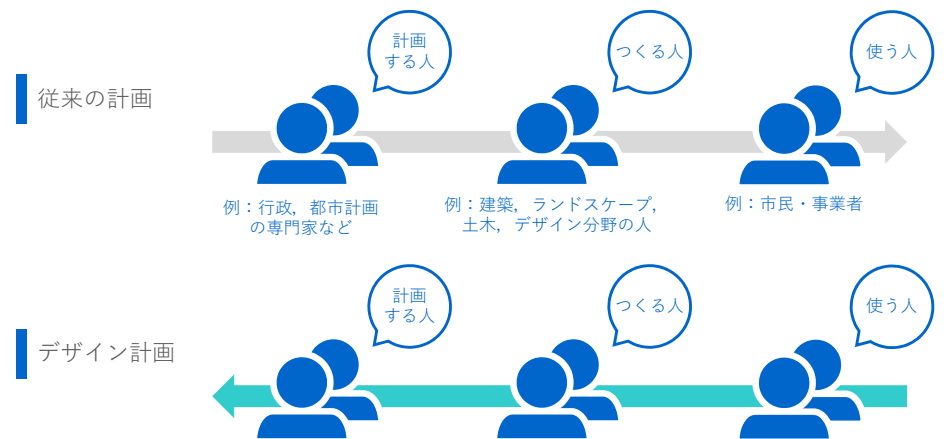 計画
する人
つくる人
使う人
従来の計画
例：行政，都市計画
の専門家など
例：建築，ランドスケープ，
土木，デザイン分野の人
例：市民・事業者
計画
する人
つくる人
使う人
デザイン計画